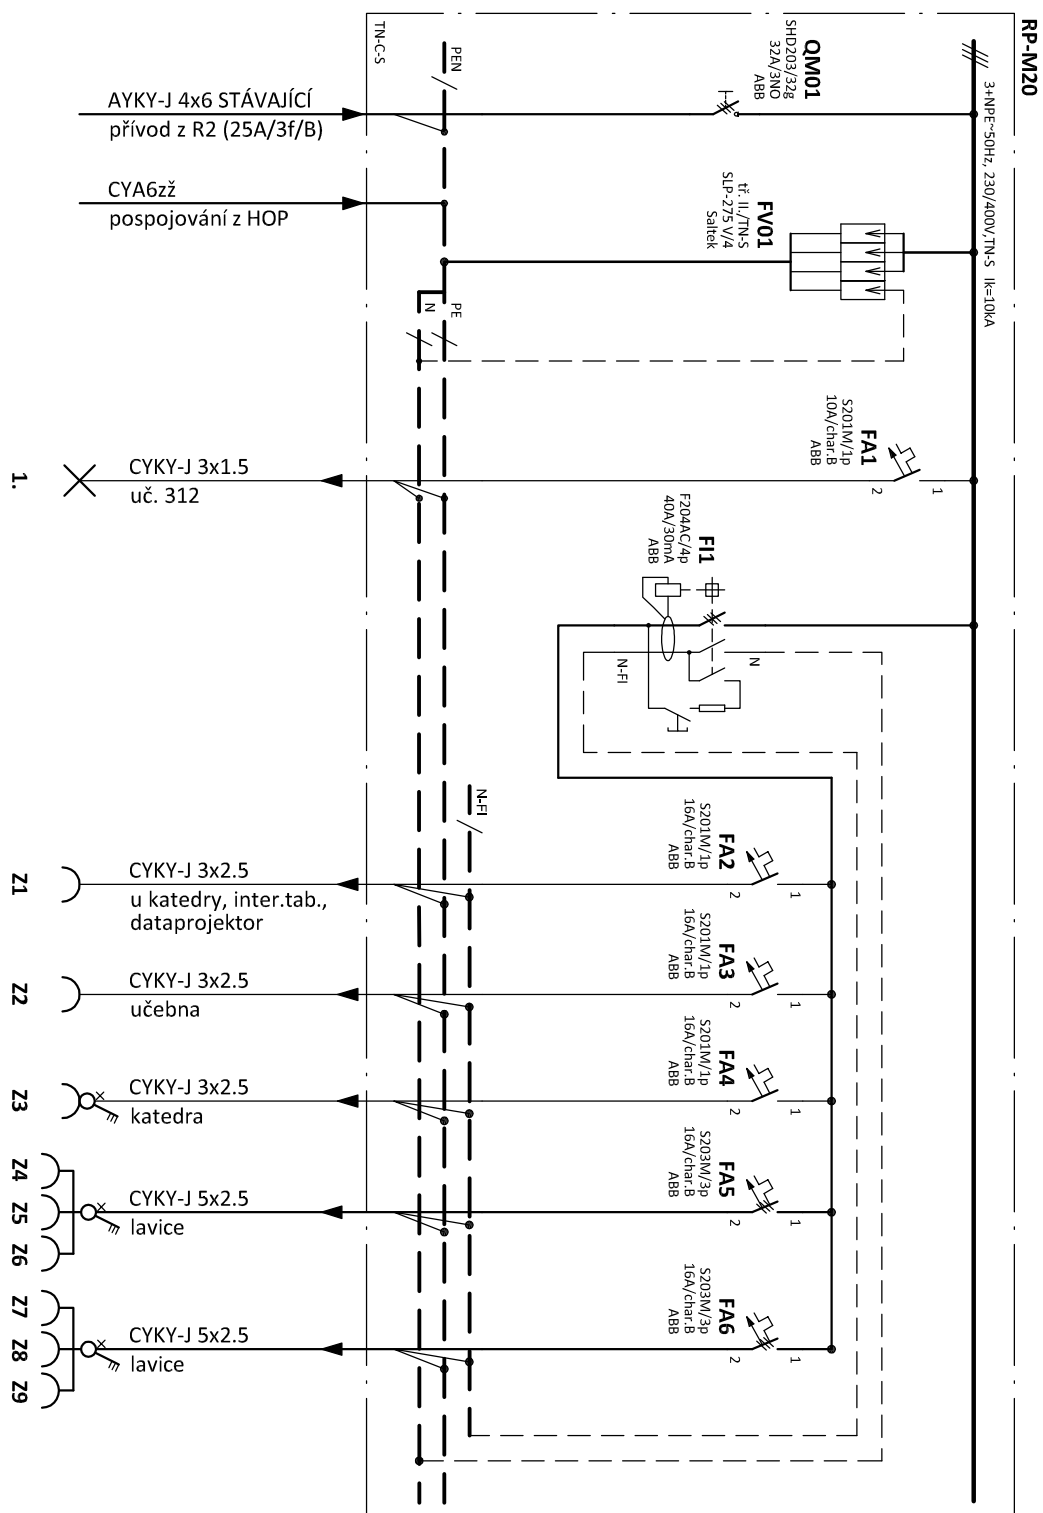 RP-M20
3+NPE~50Hz, 230/400V,TN-S Ik=10kA
TN-C-S
PEN
QM01
SHD203/32g
32A/3NO
ABB
AYKY-J 4x6 STÁVAJÍCÍ
přívod z R2 (25A/3f/B)
CYA6zž
pospojování z HOP
FV01
tř. II./TN-S
SLP-275 V/4
Saltek
N
PE
FA1
S201M/1p
10A/char.B
ABB
1
2
1.
CYKY-J 3x1.5
uč. 312
FI1
F204AC/4p
40A/30mA
ABB
N
N-FI
N-FI
FA2
S201M/1p
16A/char.B
ABB
1
2
Z1
CYKY-J 3x2.5
u katedry, inter.tab.,
dataprojektor
FA3
S201M/1p
16A/char.B
ABB
1
2
Z2
CYKY-J 3x2.5
učebna
FA4
S201M/1p
16A/char.B
ABB
1
2
Z3
CYKY-J 3x2.5
katedra
FA5
S203M/3p
16A/char.B
ABB
1
2
Z4
Z5
Z6
CYKY-J 5x2.5
lavice
FA6
S203M/3p
16A/char.B
ABB
1
2
Z7
Z8
Z9
CYKY-J 5x2.5
lavice